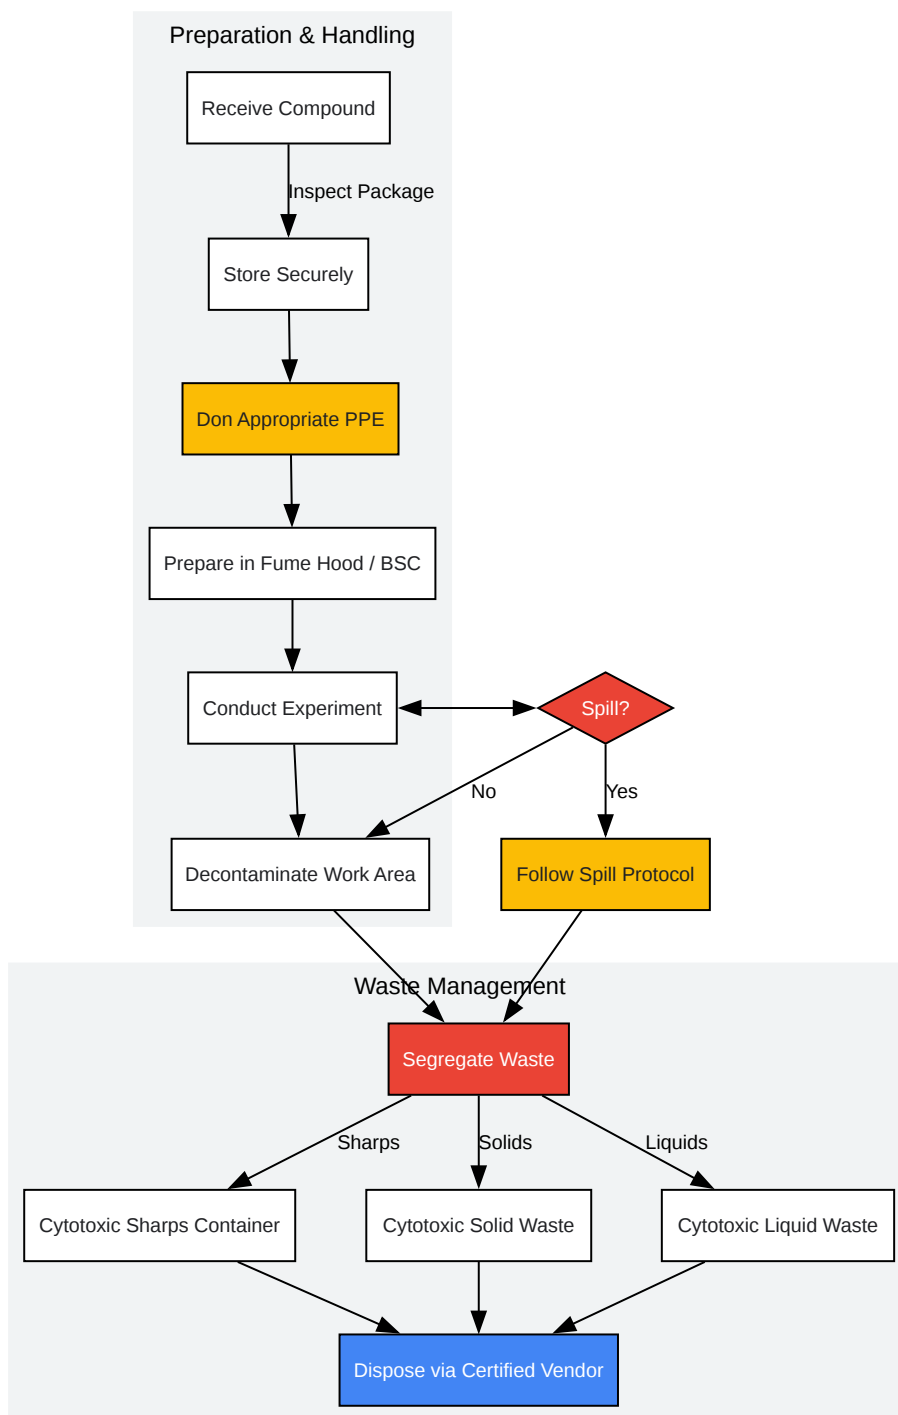 Preparation & Handling
Receive Compound
Inspect Package
Store Securely
Don Appropriate PPE
Prepare in Fume Hood / BSC
Conduct Experiment
Spill?
No
Yes
Decontaminate Work Area
Follow Spill Protocol
Waste Management
Segregate Waste
Sharps
Solids
Liquids
Cytotoxic Sharps Container
Cytotoxic Solid Waste
Cytotoxic Liquid Waste
Dispose via Certified Vendor